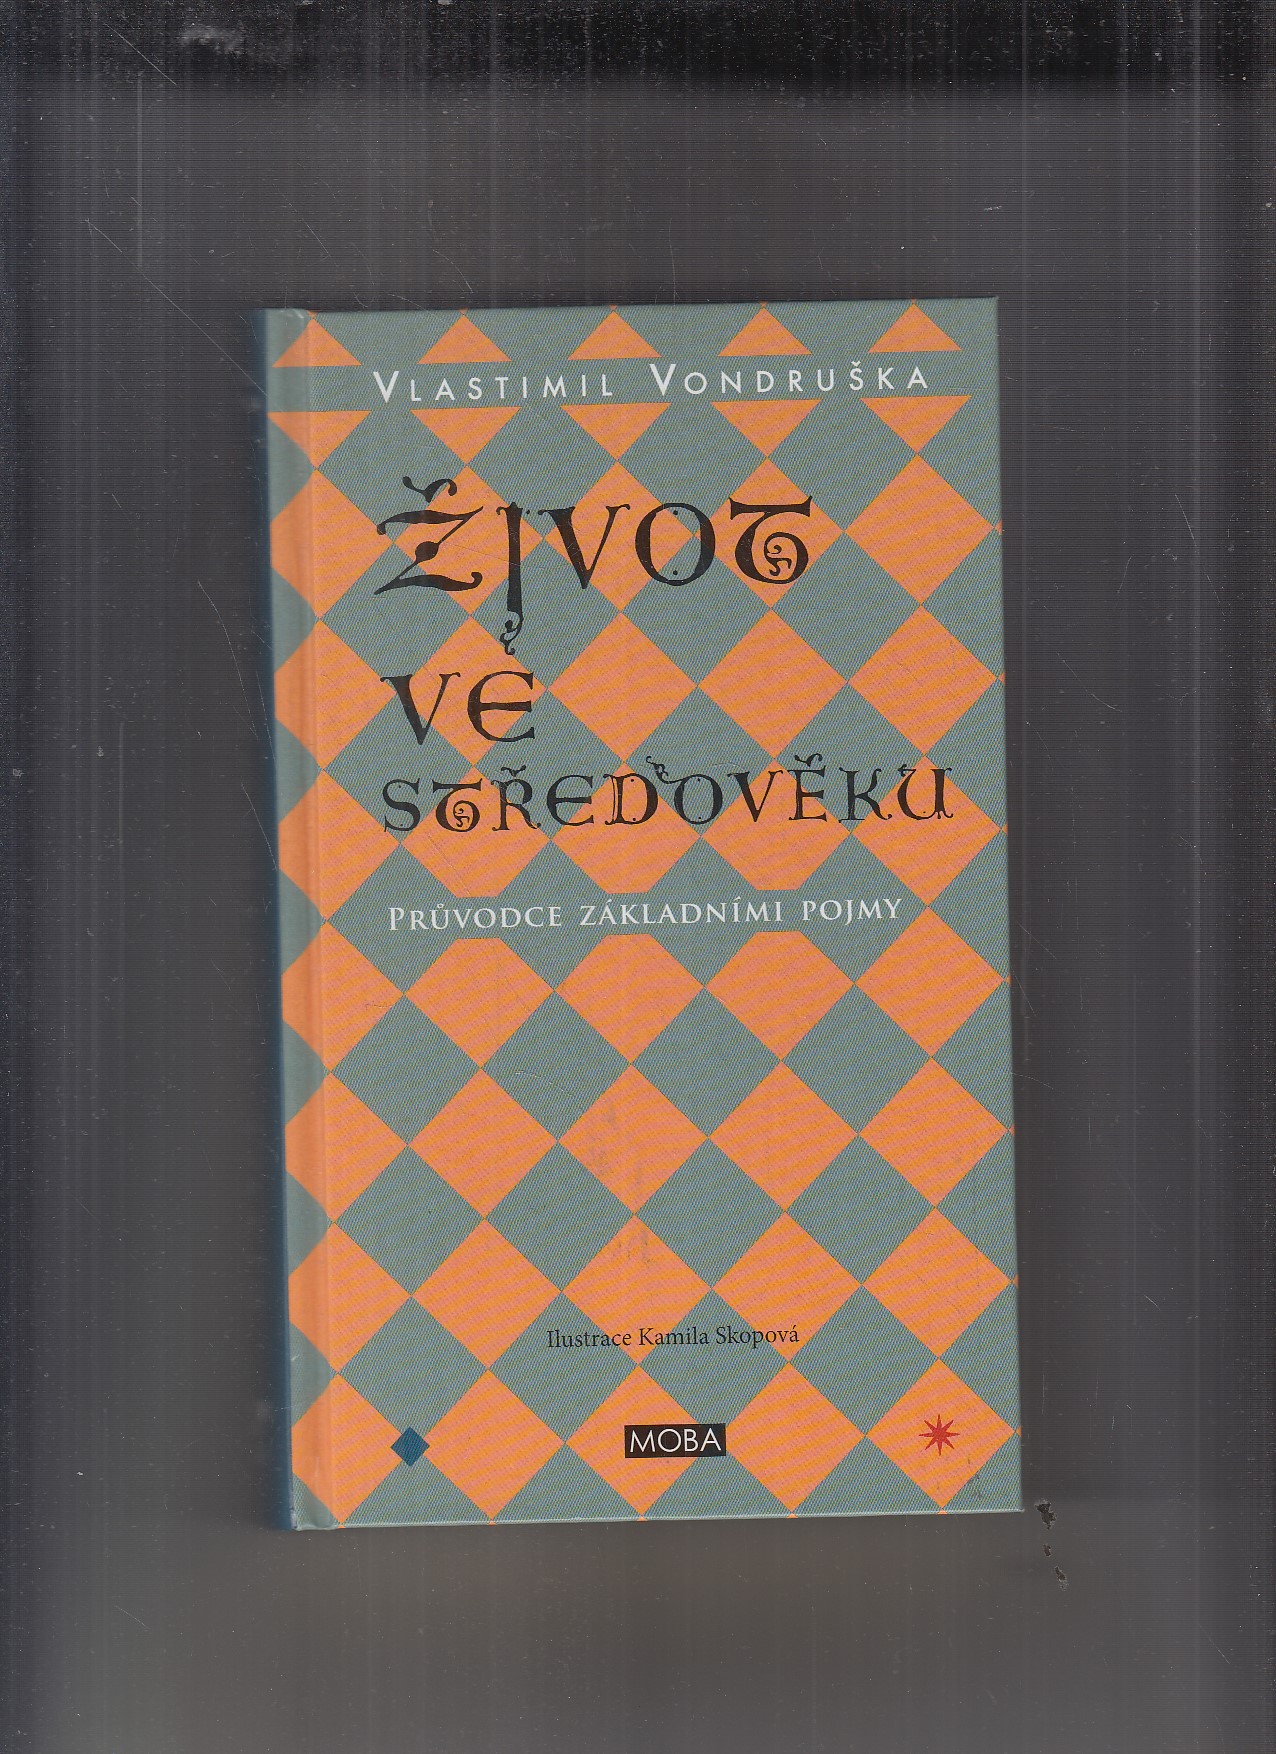 Vlastimil Vondruška
Život
ve
středověku
Průvodce základními pojmy
Ilustrace Kamila Skopová
MOBA